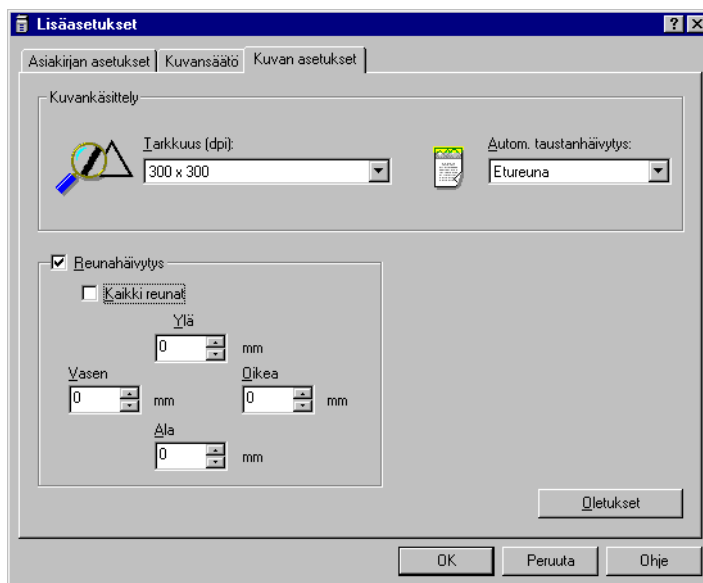 Lisäasetukset
Asiakirjan asetukset Kuvansäätö Kuvan asetukset
Kuvankäsittely
Tarkkuus (dpi): Autom. taustanhäivytys:
300 x 300 Etureuna
Reunahäivytys
Kaikki reunat
Ylä
0 mm
Vasen Oikea
0 mm 0 mm
Ala
0 mm
Oletukset
OK Peruuta Ohje